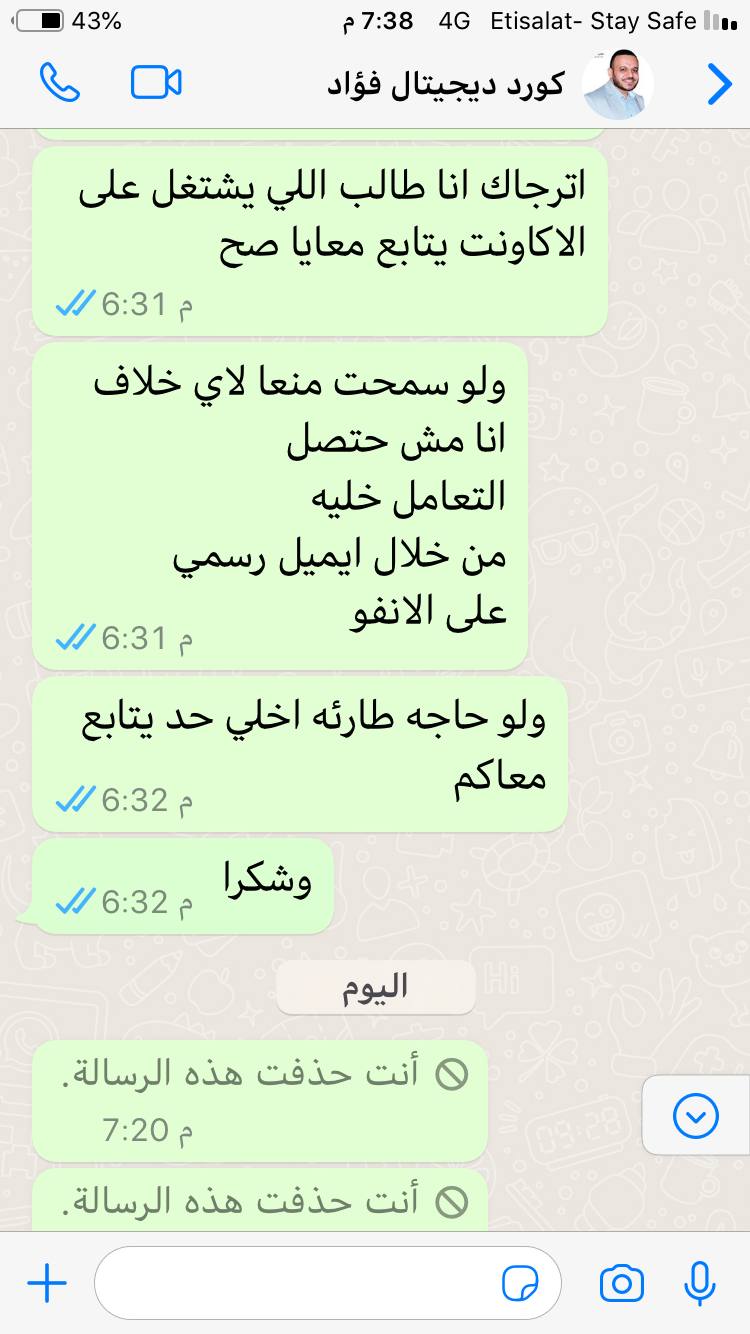 43% م 7:38 4G Etisalat- Stay Safe
كورد ديجيتال فؤاد
اترجاك انا طالب اللي يشتغل على
الاكاونت يتابع معايا صح
6:31 م
ولو سمحت منعا لاي خلاف
انا مش حتصل
التعامل خليه
من خلال ايميل رسمي
على الانفو
6:31 م
ولو حاجه طارئه اخلي حد يتابع
معاكم
6:32 م
وشكرا
6:32 م
اليوم
أنت حذفت هذه الرسالة.
7:20 م
أنت حذفت هذه الرسالة.